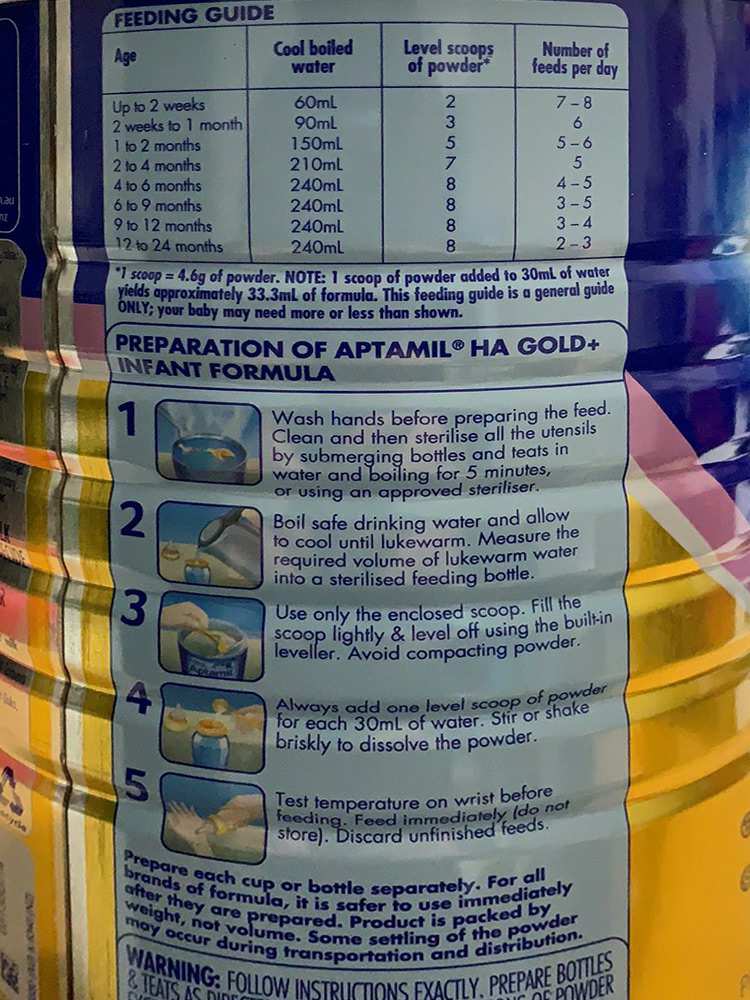 FEEDING GUIDE
Age Cool boiled water Level scoops of powder* Number of feeds per day
Up to 2 weeks 60mL 2 7 – 8
2 weeks to 1 month 90mL 3 6
1 to 2 months 150mL 5 5 – 6
2 to 4 months 210mL 7 5
4 to 6 months 240mL 8 4 – 5
6 to 9 months 240mL 8 3 – 5
9 to 12 months 240mL 8 3 – 4
12 to 24 months 240mL 8 2 – 3
*1 scoop = 4.6g of powder. NOTE: 1 scoop of powder added to 30mL of water
yields approximately 33.3mL of formula. This feeding guide is a general guide
ONLY; your baby may need more or less than shown.
PREPARATION OF APTAMIL® HA GOLD+
INFANT FORMULA
1 Wash hands before preparing the feed.
Clean and then sterilise all the utensils
by submerging bottles and teats in
water and boiling for 5 minutes,
or using an approved steriliser.
2 Boil safe drinking water and allow
to cool until lukewarm. Measure the
required volume of lukewarm water
into a sterilised feeding bottle.
3 Use only the enclosed scoop. Fill the
scoop lightly & level off using the built-in
leveller. Avoid compacting powder.
Aptamil
4 Always add one level scoop of powder
for each 30mL of water. Stir or shake
briskly to dissolve the powder.
5 Test temperature on wrist before
feeding. Feed immediately (do not
store). Discard unfinished feeds.
Prepare each cup or bottle separately. For all
brands of formula, it is safer to use immediately
after they are prepared. Product is packed by
weight, not volume. Some settling of the powder
may occur during transportation and distribution.
WARNING: FOLLOW INSTRUCTIONS EXACTLY. PREPARE BOTTLES
& TEATS AS OF POWDER